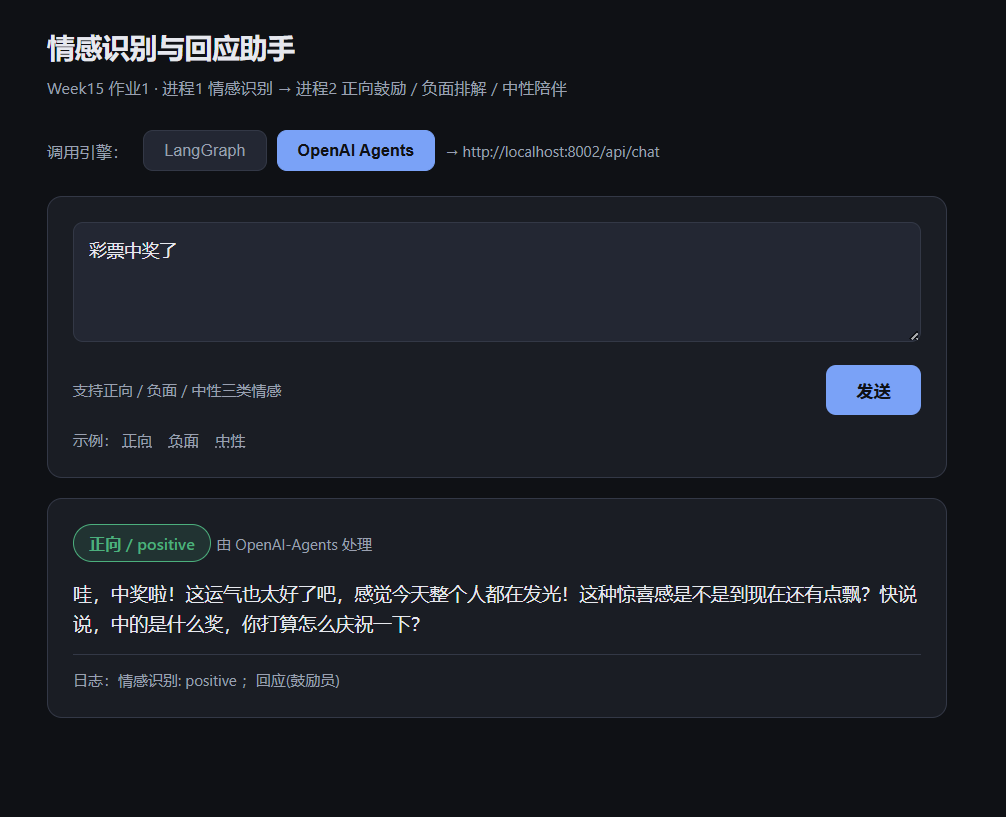 情感识别与回应助手
Week15 作业1 · 进程1 情感识别 → 进程2 正向鼓励 / 负面排解 / 中性陪伴
调用引擎： LangGraph OpenAI Agents → http://localhost:8002/api/chat
彩票中奖了
支持正向 / 负面 / 中性三类情感 发送
示例： 正向 负面 中性
正向 / positive 由 OpenAI-Agents 处理
哇，中奖啦！这运气也太好了吧，感觉今天整个人都在发光！这种惊喜感是不是到现在还有点飘？快说
说，中的是什么奖，你打算怎么庆祝一下？
日志：情感识别: positive ；回应(鼓励员)